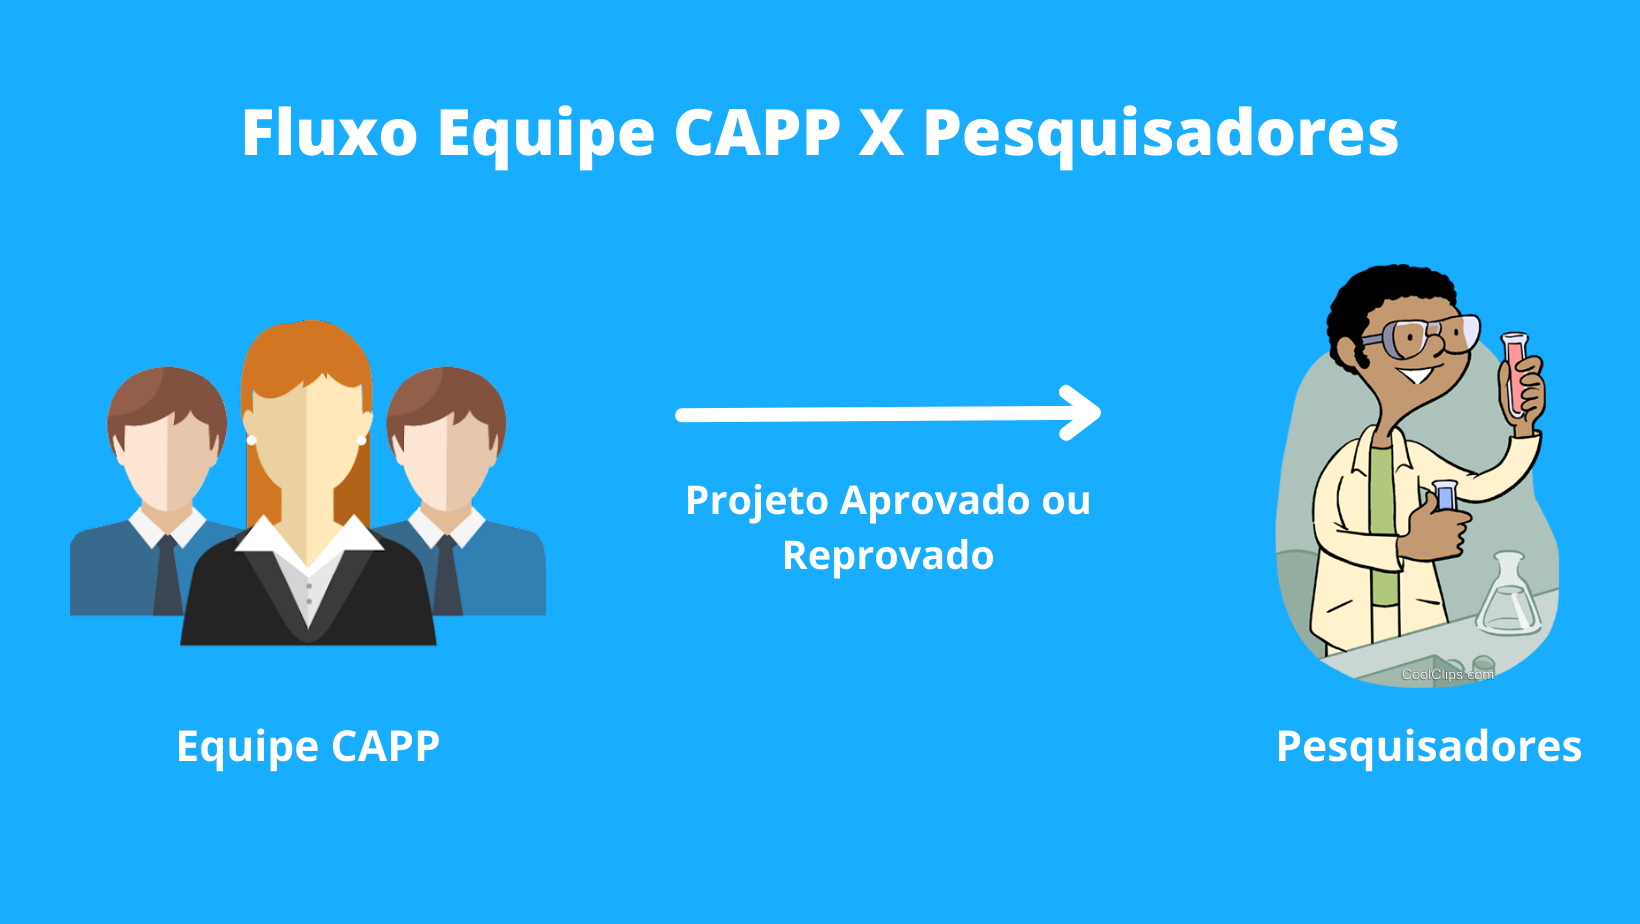 Fluxo Equipe CAPP X Pesquisadores
Projeto Aprovado ou
Reprovado
CoolClips.com
Equipe CAPP
Pesquisadores